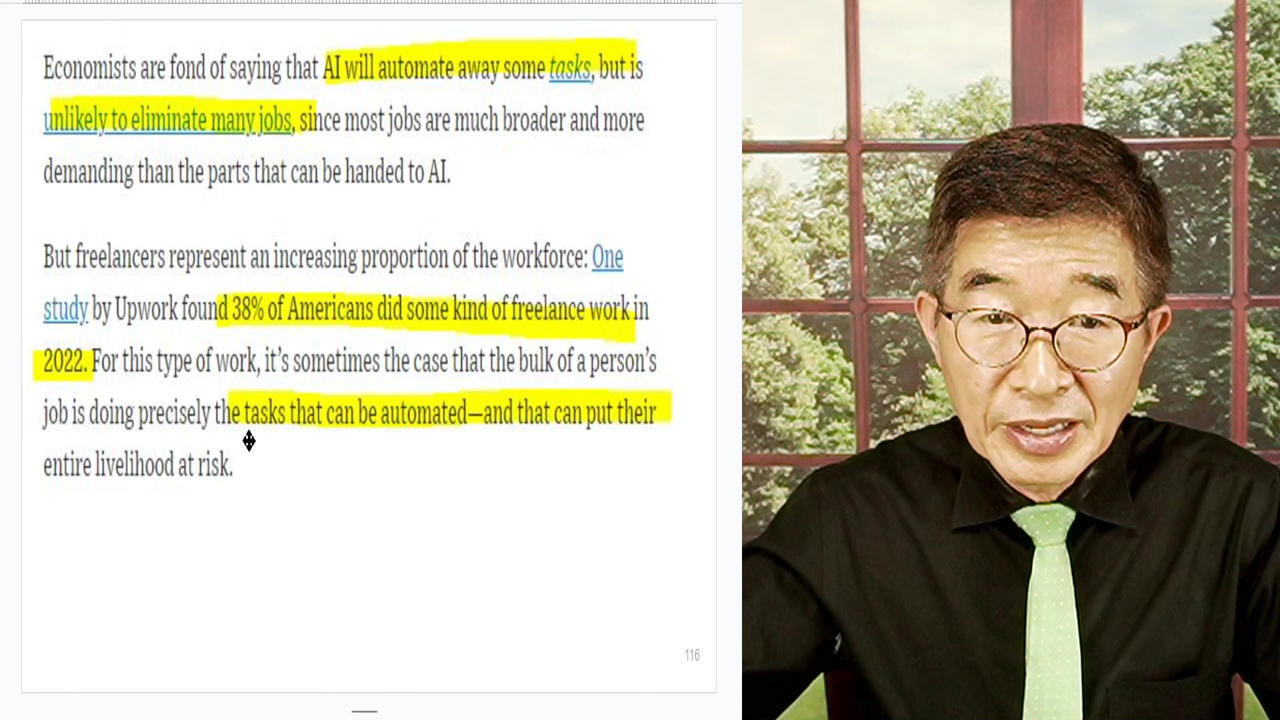 Economists are fond of saying that AI will automate away some tasks, but is
unlikely to eliminate many jobs, since most jobs are much broader and more
demanding than the parts that can be handed to AI.
But freelancers represent an increasing proportion of the workforce: One
study by Upwork found 38% of Americans did some kind of freelance work in
2022. For this type of work, it’s sometimes the case that the bulk of a person’s
job is doing precisely the tasks that can be automated—and that can put their
entire livelihood at risk.
116